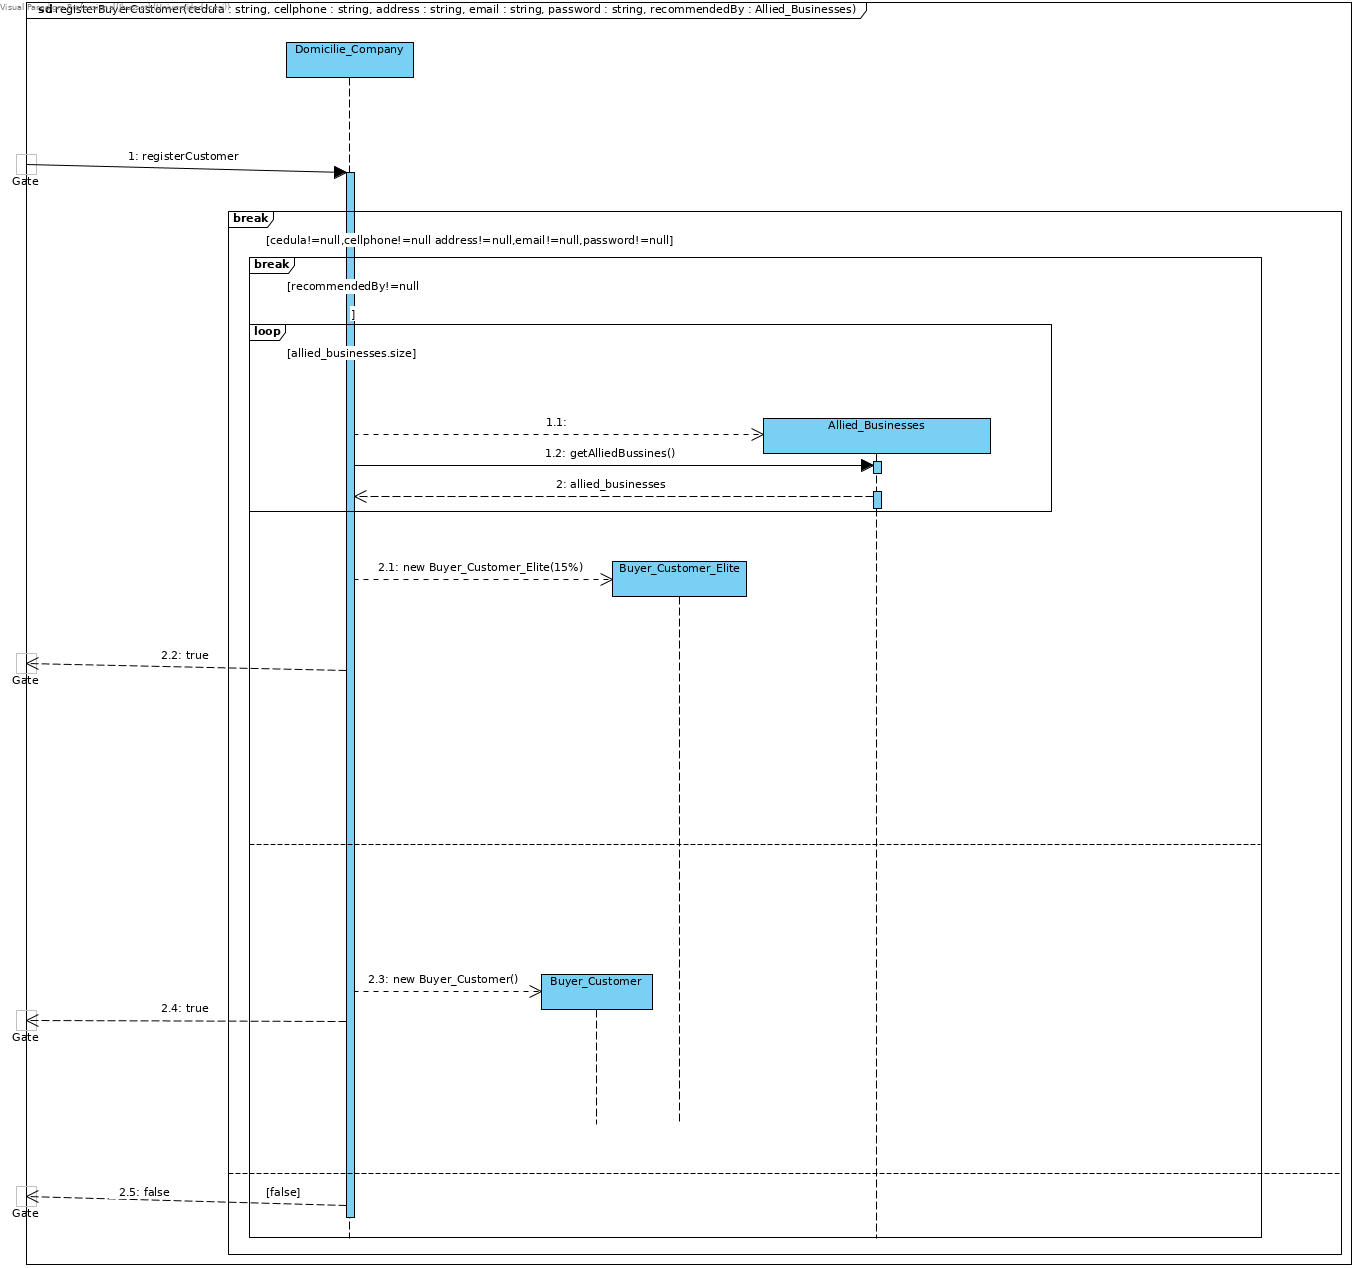 sd registerBuyerCustomer(cedula : string, cellphone : string, address : string, email : string, password : string, recommendedBy : Allied_Businesses)
Domicilie_Company
1: registerCustomer
Gate
break
[cedula!=null,cellphone!=null address!=null,email!=null,password!=null]
break
[recommendedBy!=null
]
loop
[allied_businesses.size]
1.1:
Allied_Businesses
1.2: getAlliedBussines()
2: allied_businesses
2.1: new Buyer_Customer_Elite(15%)
Buyer_Customer_Elite
2.2: true
Gate
2.3: new Buyer_Customer()
Buyer_Customer
2.4: true
Gate
2.5: false
[false]
Gate